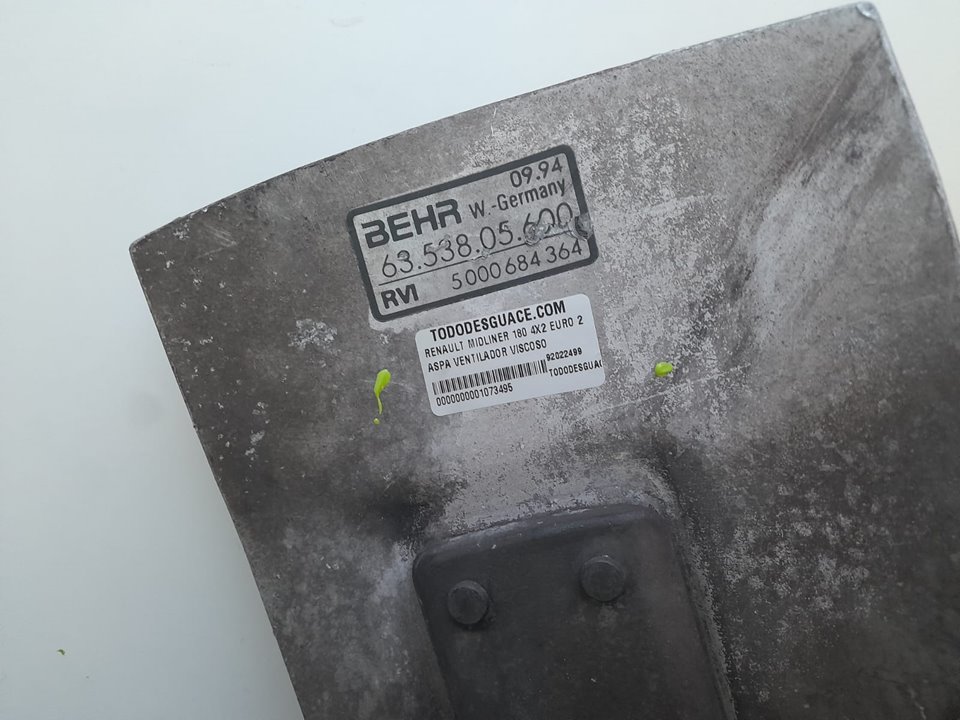 09.94
BEHR W.-Germany
63.538.05.600
RVI 5000 684 364
TODODESGUACE.COM
RENAULT MIDLINER 180 4X2 EURO 2
ASPA VENTILADOR VISCOSO
92022499
0000000001073495 TODODESGUAC